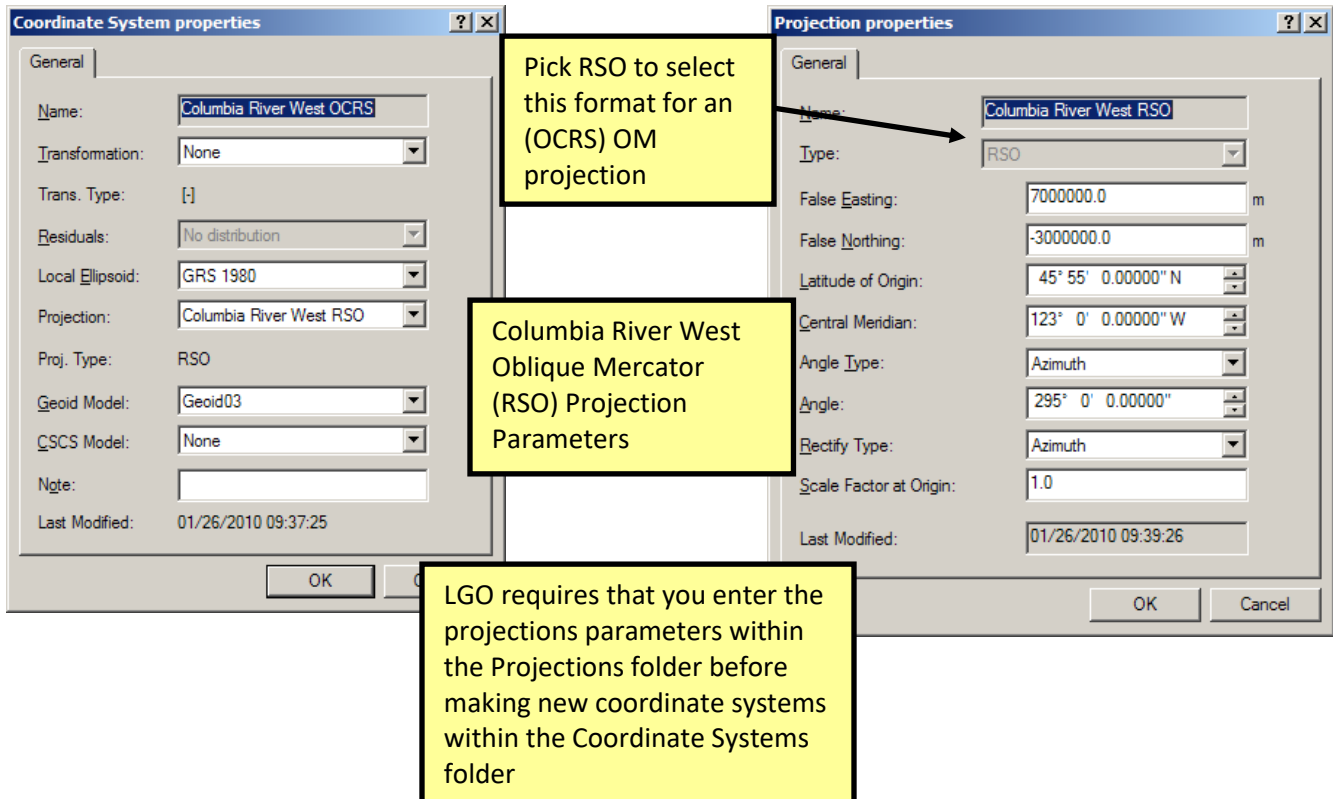 Coordinate System properties
General
Name: Columbia River West OCRS
Transformation: None
Trans. Type: [-]
Residuals: No distribution
Local Ellipsoid: GRS 1980
Projection: Columbia River West RSO
Proj. Type: RSO
Geoid Model: Geoid03
CSCS Model: None
Note:
Last Modified: 01/26/2010 09:37:25
OK
Pick RSO to select
this format for an
(OCRS) OM
projection
Columbia River West
Oblique Mercator
(RSO) Projection
Parameters
LGO requires that you enter the
projections parameters within
the Projections folder before
making new coordinate systems
within the Coordinate Systems
folder
Projection properties
General
Name: Columbia River West RSO
Type: RSO
False Easting: 7000000.0 m
False Northing: -3000000.0 m
Latitude of Origin: 45° 55' 0.00000" N
Central Meridian: 123° 0' 0.00000" W
Angle Type: Azimuth
Angle: 295° 0' 0.00000"
Rectify Type: Azimuth
Scale Factor at Origin: 1.0
Last Modified: 01/26/2010 09:39:26
OK Cancel